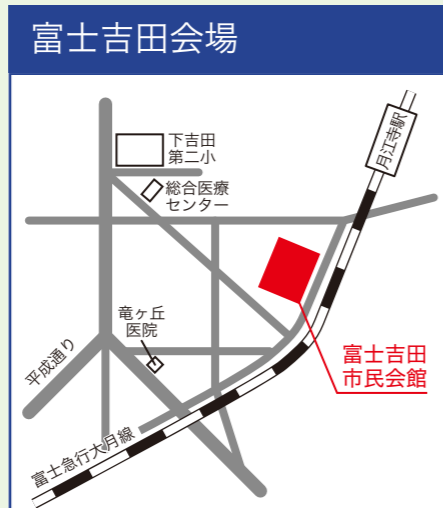 富士吉田会場
月江寺駅
下吉田
第二小
総合医療
センター
竜ヶ丘
医院
平成通り
富士吉田
市民会館
富士急行大月線